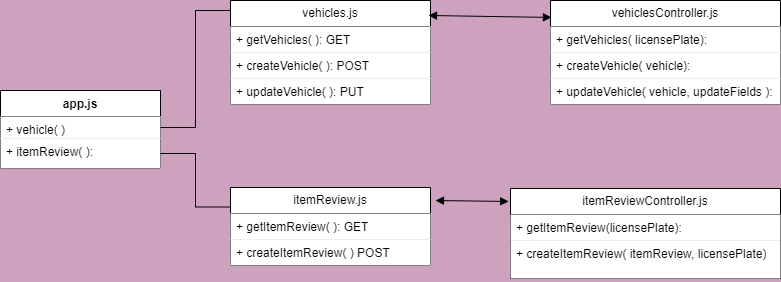 vehicles.js
+ getVehicles( ): GET
+ createVehicle( ): POST
+ updateVehicle( ): PUT
vehiclesController.js
+ getVehicles( licensePlate):
+ createVehicle( vehicle):
+ updateVehicle( vehicle, updateFields ):
app.js
+ vehicle( )
+ itemReview( ):
itemReview.js
+ getItemReview( ): GET
+ createItemReview( ) POST
itemReviewController.js
+ getItemReview(licensePlate):
+ createItemReview( itemReview, licensePlate)